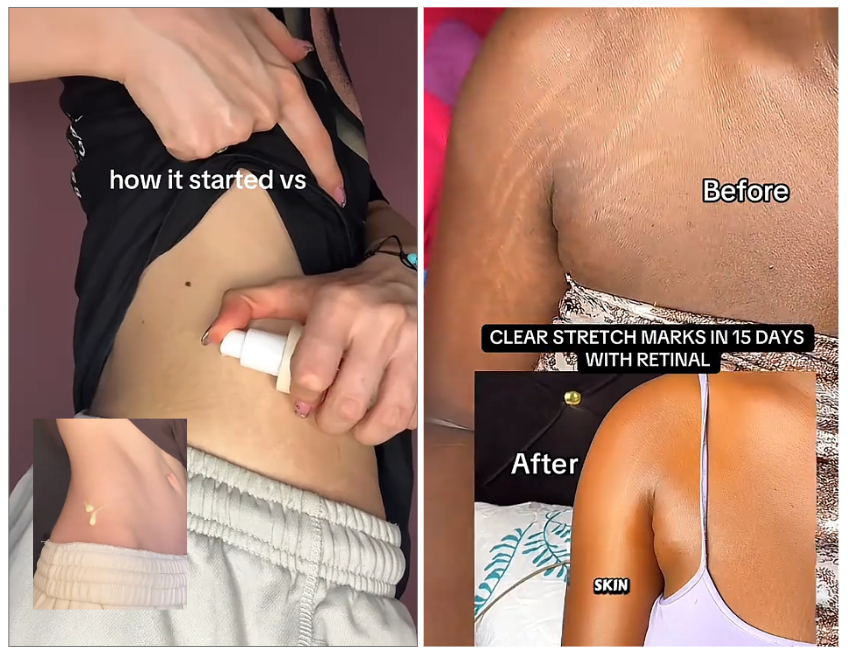 how it started vs
Before
CLEAR STRETCH MARKS IN 15 DAYS
WITH RETINAL
After
SKIN